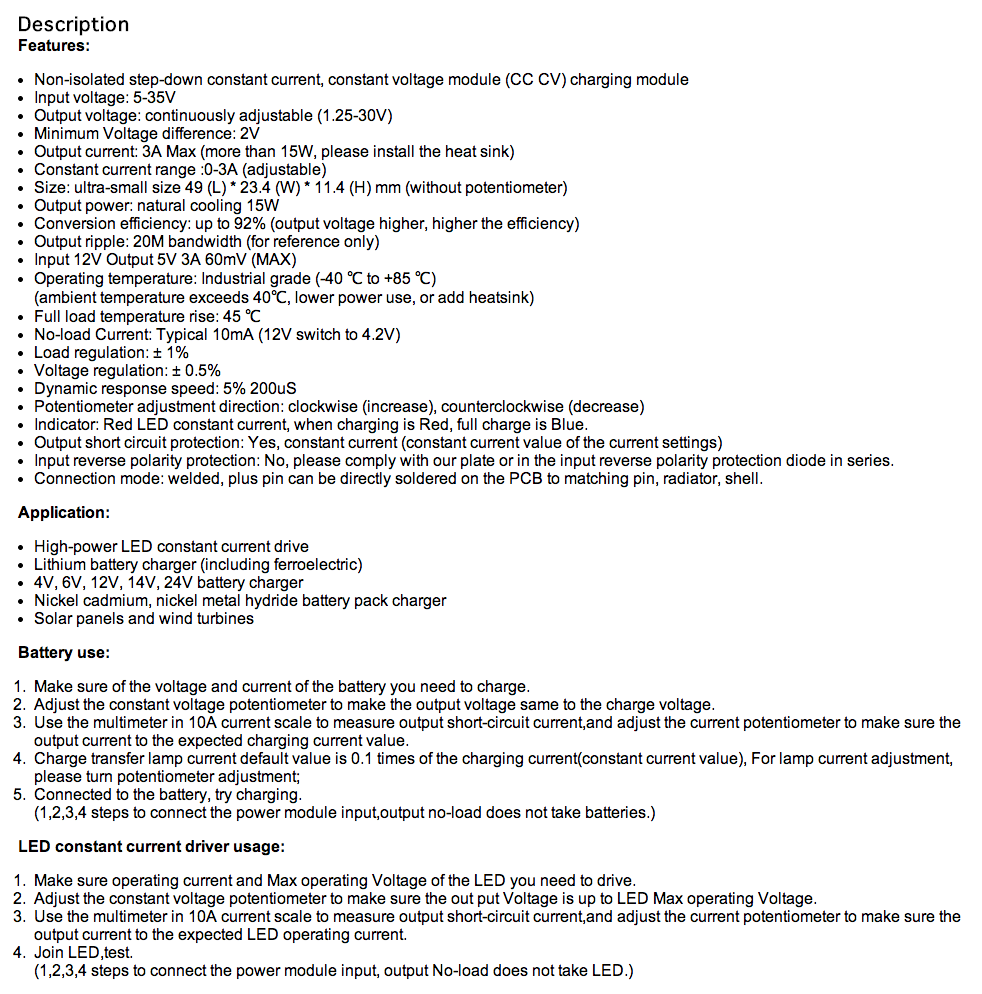 Description
Features:
• Non-isolated step-down constant current, constant voltage module (CC CV) charging module
• Input voltage: 5-35V
• Output voltage: continuously adjustable (1.25-30V)
• Minimum Voltage difference: 2V
• Output current: 3A Max (more than 15W, please install the heat sink)
• Constant current range :0-3A (adjustable)
• Size: ultra-small size 49 (L) * 23.4 (W) * 11.4 (H) mm (without potentiometer)
• Output power: natural cooling 15W
• Conversion efficiency: up to 92% (output voltage higher, higher the efficiency)
• Output ripple: 20M bandwidth (for reference only)
• Input 12V Output 5V 3A 60mV (MAX)
• Operating temperature: Industrial grade (-40 ℃ to +85 ℃)
(ambient temperature exceeds 40℃, lower power use, or add heatsink)
• Full load temperature rise: 45 ℃
• No-load Current: Typical 10mA (12V switch to 4.2V)
• Load regulation: ± 1%
• Voltage regulation: ± 0.5%
• Dynamic response speed: 5% 200uS
• Potentiometer adjustment direction: clockwise (increase), counterclockwise (decrease)
• Indicator: Red LED constant current, when charging is Red, full charge is Blue.
• Output short circuit protection: Yes, constant current (constant current value of the current settings)
• Input reverse polarity protection: No, please comply with our plate or in the input reverse polarity protection diode in series.
• Connection mode: welded, plus pin can be directly soldered on the PCB to matching pin, radiator, shell.
Application:
• High-power LED constant current drive
• Lithium battery charger (including ferroelectric)
• 4V, 6V, 12V, 14V, 24V battery charger
• Nickel cadmium, nickel metal hydride battery pack charger
• Solar panels and wind turbines
Battery use:
1. Make sure of the voltage and current of the battery you need to charge.
2. Adjust the constant voltage potentiometer to make the output voltage same to the charge voltage.
3. Use the multimeter in 10A current scale to measure output short-circuit current,and adjust the current potentiometer to make sure the
output current to the expected charging current value.
4. Charge transfer lamp current default value is 0.1 times of the charging current(constant current value), For lamp current adjustment,
please turn potentiometer adjustment;
5. Connected to the battery, try charging.
(1,2,3,4 steps to connect the power module input,output no-load does not take batteries.)
LED constant current driver usage:
1. Make sure operating current and Max operating Voltage of the LED you need to drive.
2. Adjust the constant voltage potentiometer to make sure the out put Voltage is up to LED Max operating Voltage.
3. Use the multimeter in 10A current scale to measure output short-circuit current,and adjust the current potentiometer to make sure the
output current to the expected LED operating current.
4. Join LED,test.
(1,2,3,4 steps to connect the power module input, output No-load does not take LED.)